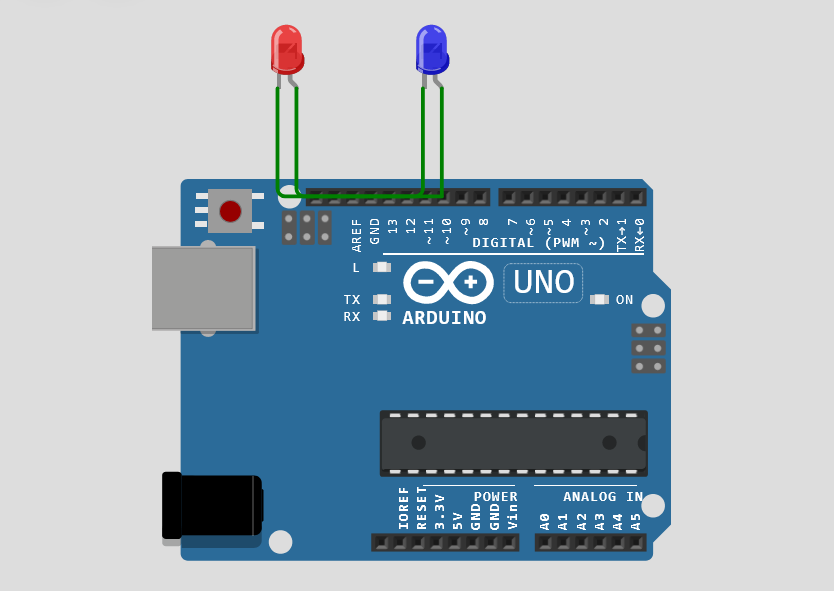 AREF
GND
13
12
~11
~10
~9
8
7
~6
~5
~4
~3
2
TX→1
RX←0
DIGITAL (PWM ~)
L
TX
RX
UNO
ON
ARDUINO
POWER
ANALOG IN
IOREF
RESET
3.3V
5V
GND
GND
Vin
A0
A1
A2
A3
A4
A5